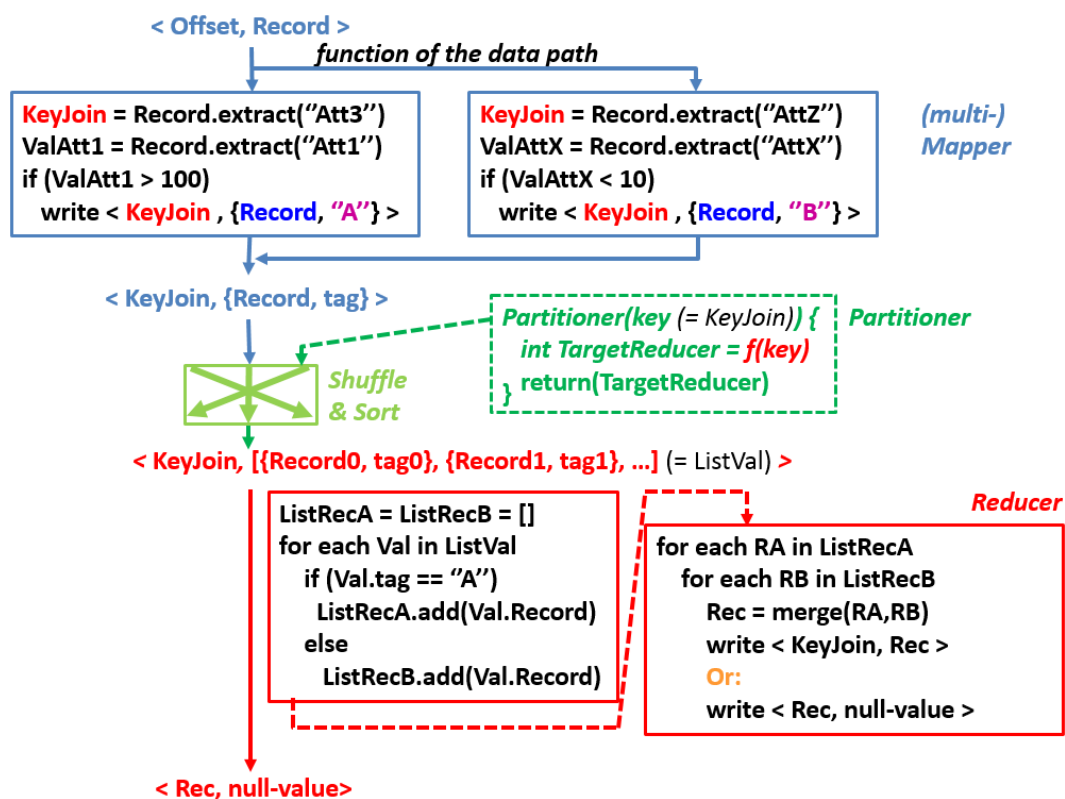 < Offset, Record >
function of the data path
KeyJoin = Record.extract(‘’Att3’’)
ValAtt1 = Record.extract(‘’Att1’’)
if (ValAtt1 > 100)
write < KeyJoin , {Record, ‘’A’’} >
KeyJoin = Record.extract(‘’AttZ’’)
ValAttX = Record.extract(‘’AttX’’)
if (ValAttX < 10)
write < KeyJoin , {Record, ‘’B’’} >
(multi-)
Mapper
< KeyJoin, {Record, tag} >
Partitioner(key (= KeyJoin)) {
int TargetReducer = f(key)
return(TargetReducer)
}
Partitioner
Shuffle
& Sort
< KeyJoin, [{Record0, tag0}, {Record1, tag1}, …] (= ListVal) >
Reducer
ListRecA = ListRecB = []
for each Val in ListVal
if (Val.tag == ‘’A’’)
ListRecA.add(Val.Record)
else
ListRecB.add(Val.Record)
for each RA in ListRecA
for each RB in ListRecB
Rec = merge(RA,RB)
write < KeyJoin, Rec >
Or:
write < Rec, null-value >
< Rec, null-value>